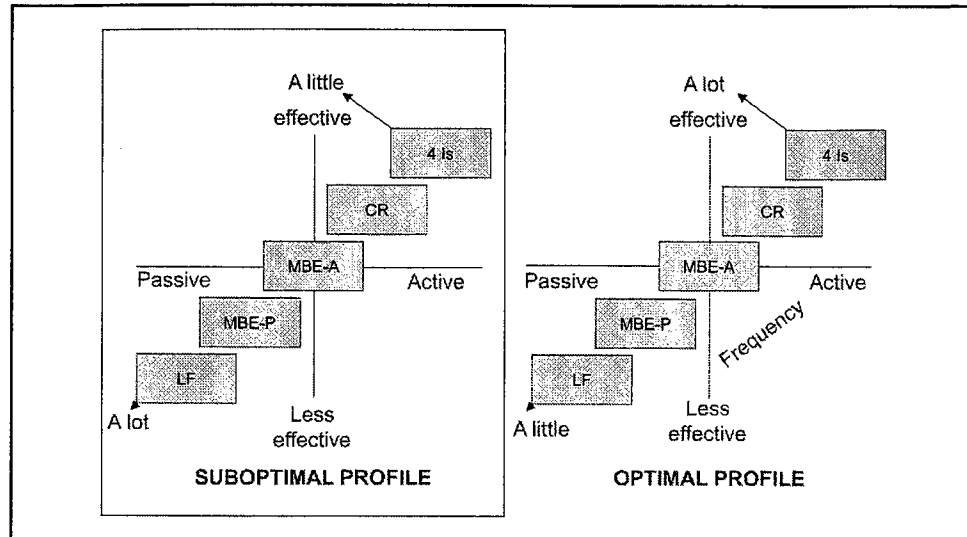 A little
effective
4 Is
CR
MBE-A
Passive
Active
MBE-P
LF
A lot
Less
effective
SUBOPTIMAL PROFILE
A lot
effective
4 Is
CR
MBE-A
Passive
Active
MBE-P
Frequency
LF
A little
Less
effective
OPTIMAL PROFILE